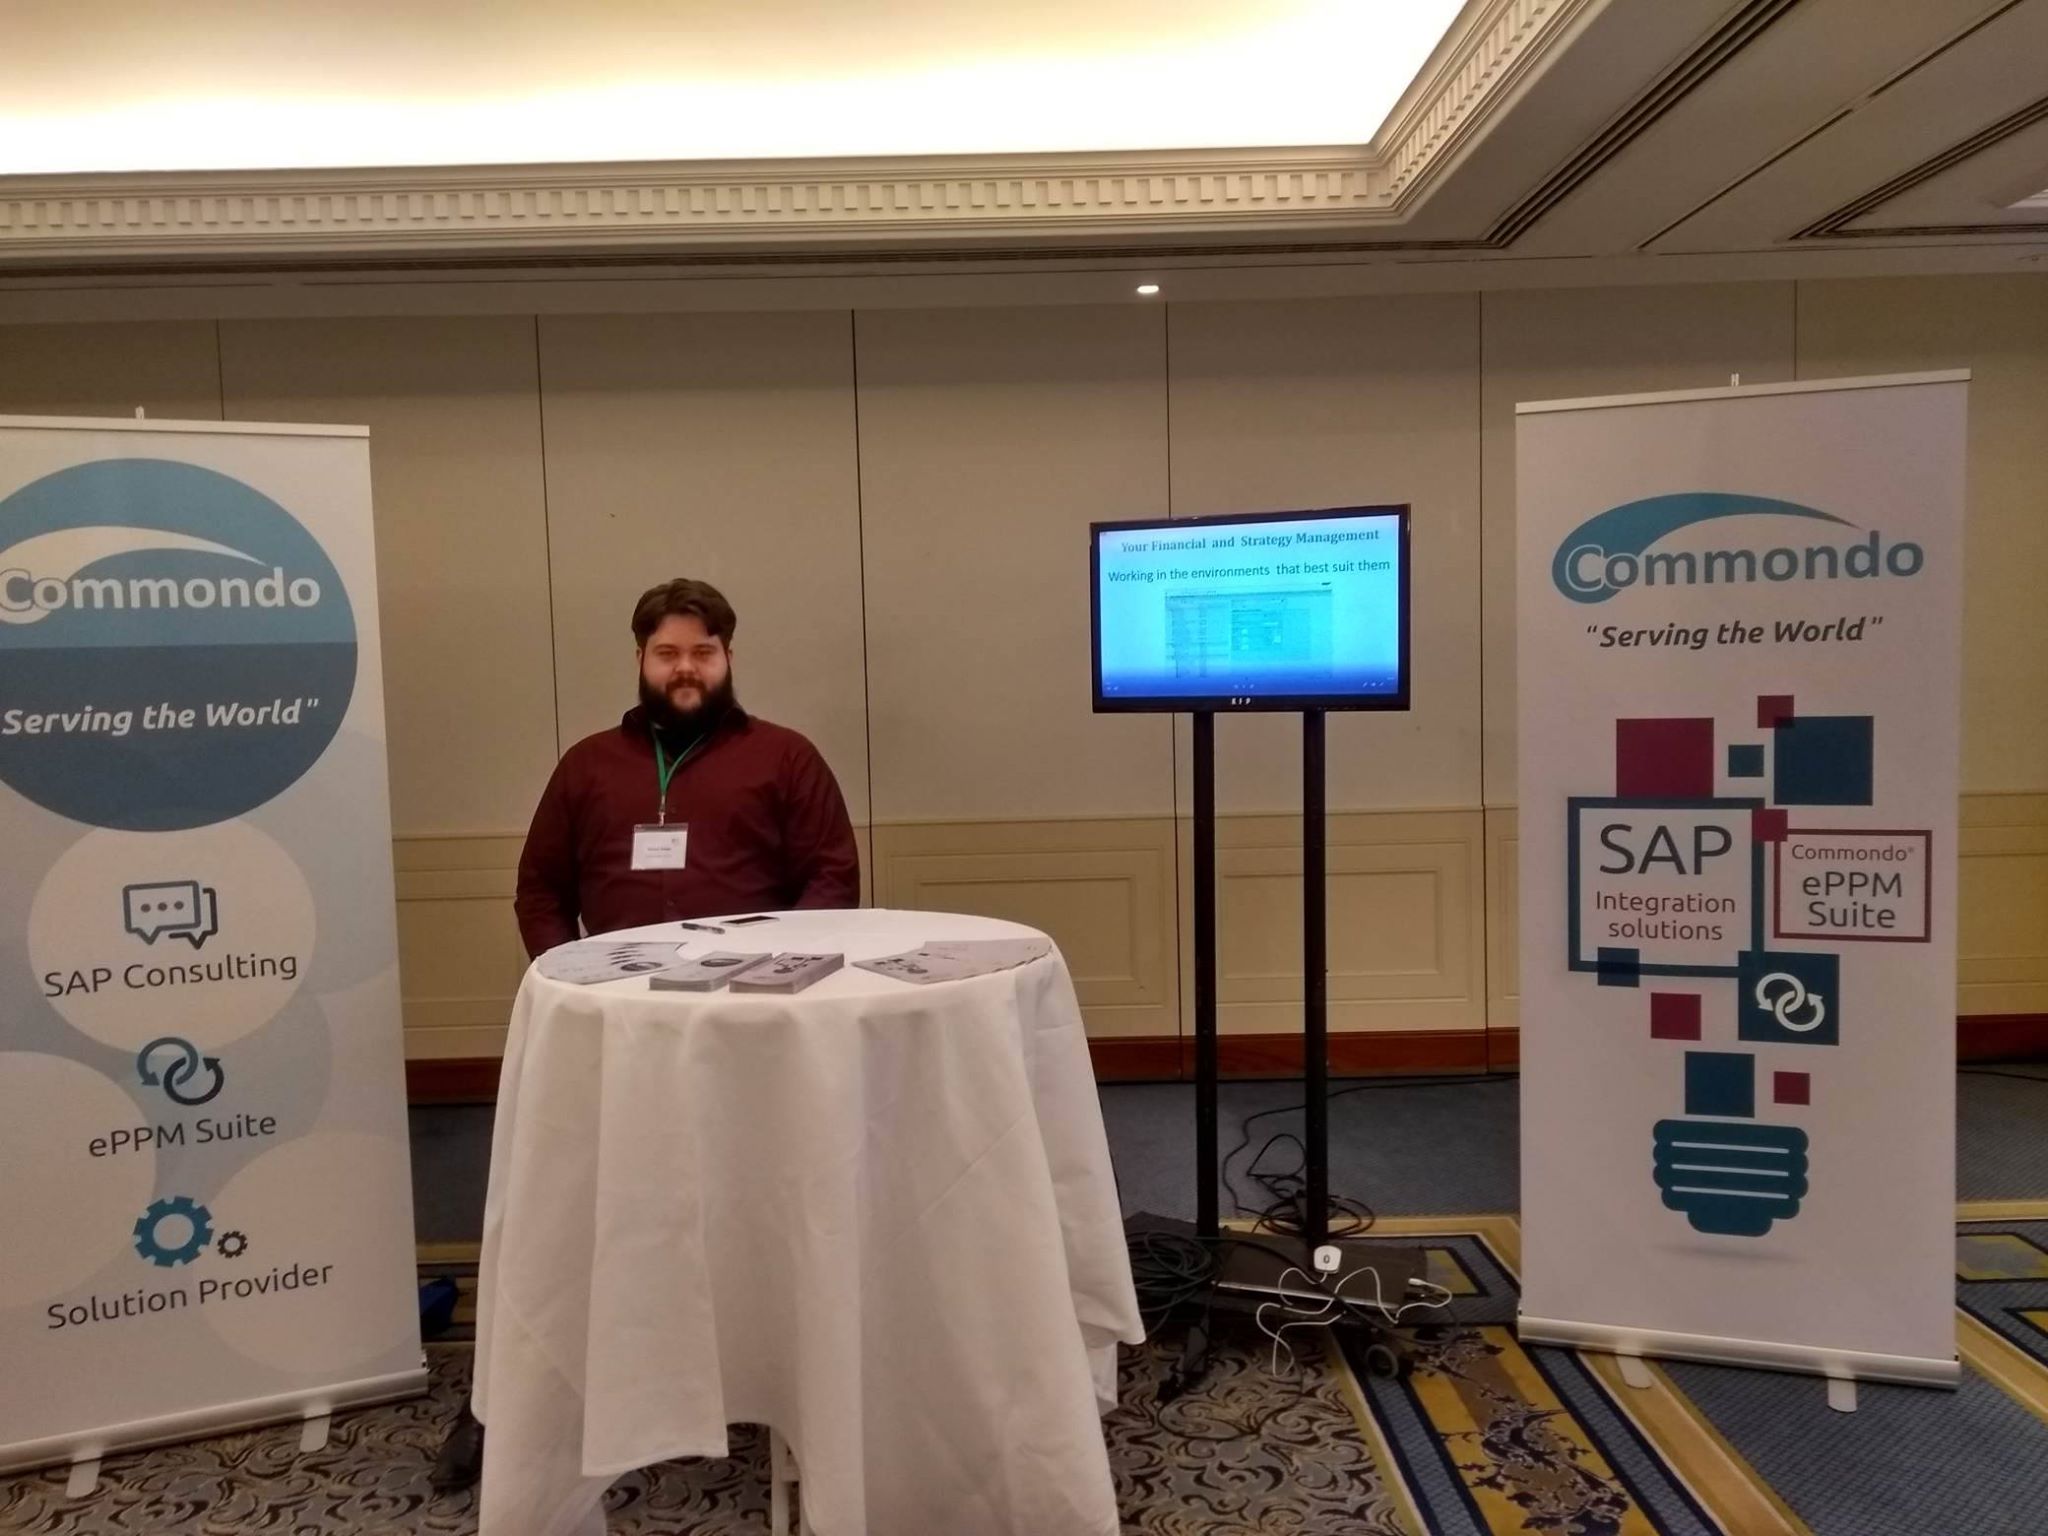 Commondo
Serving the World"
SAP Consulting
ePPM Suite
Solution Provider
Your Financial and Strategy Management
Working in the environments that best suit them
Commondo
"Serving the World"
SAP
Integration
solutions
Commondo®
ePPM
Suite